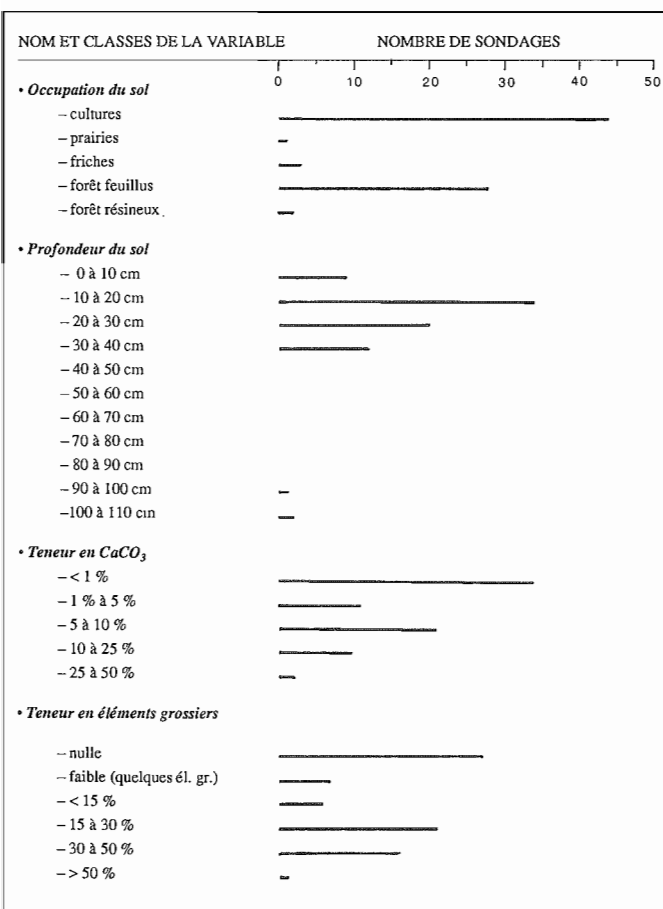 NOM ET CLASSES DE LA VARIABLE NOMBRE DE SONDAGES
0 10 20 30 40 50
• Occupation du sol
– cultures
– prairies
– friches
– forêt feuillus
– forêt résineux
• Profondeur du sol
– 0 à 10 cm
– 10 à 20 cm
– 20 à 30 cm
– 30 à 40 cm
– 40 à 50 cm
– 50 à 60 cm
– 60 à 70 cm
– 70 à 80 cm
– 80 à 90 cm
– 90 à 100 cm
–100 à 110 cm
• Teneur en CaCO₃
– < 1 %
– 1 % à 5 %
– 5 à 10 %
– 10 à 25 %
– 25 à 50 %
• Teneur en éléments grossiers
– nulle
– faible (quelques él. gr.)
– < 15 %
– 15 à 30 %
– 30 à 50 %
– > 50 %